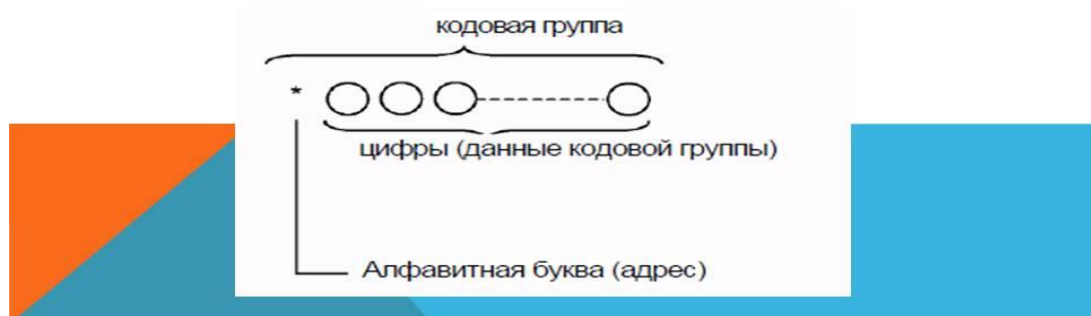 кодовая группа
*
цифры (данные кодовой группы)
Алфавитная буква (адрес)